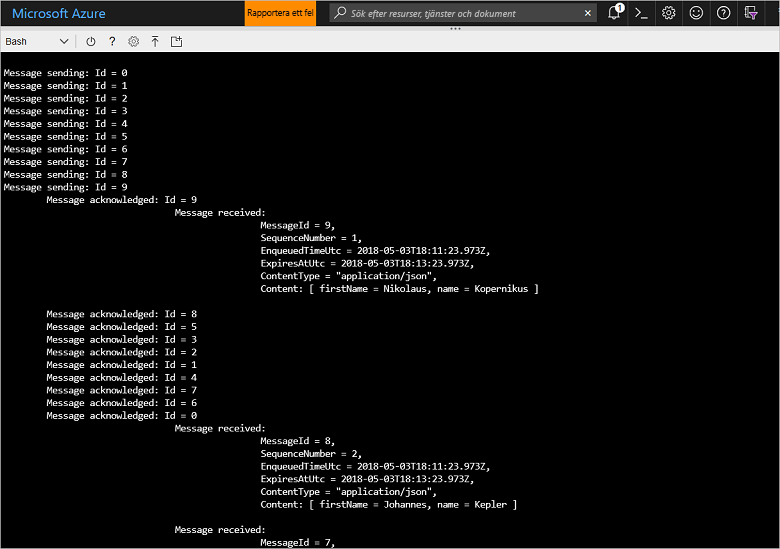 Microsoft Azure
Rapportera ett fel
Sök efter resurser, tjänster och dokument
1
Bash
Message sending: Id = 0
Message sending: Id = 1
Message sending: Id = 2
Message sending: Id = 3
Message sending: Id = 4
Message sending: Id = 5
Message sending: Id = 6
Message sending: Id = 7
Message sending: Id = 8
Message sending: Id = 9
Message acknowledged: Id = 9
Message received:
MessageId = 9,
SequenceNumber = 1,
EnqueuedTimeUtc = 2018-05-03T18:11:23.973Z,
ExpiresAtUtc = 2018-05-03T18:13:23.973Z,
ContentType = "application/json",
Content: [ firstName = Nikolaus, name = Kopernikus ]
Message acknowledged: Id = 8
Message acknowledged: Id = 5
Message acknowledged: Id = 3
Message acknowledged: Id = 2
Message acknowledged: Id = 1
Message acknowledged: Id = 4
Message acknowledged: Id = 7
Message acknowledged: Id = 6
Message acknowledged: Id = 0
Message received:
MessageId = 8,
SequenceNumber = 2,
EnqueuedTimeUtc = 2018-05-03T18:11:23.973Z,
ExpiresAtUtc = 2018-05-03T18:13:23.973Z,
ContentType = "application/json",
Content: [ firstName = Johannes, name = Kepler ]
Message received:
MessageId = 7,